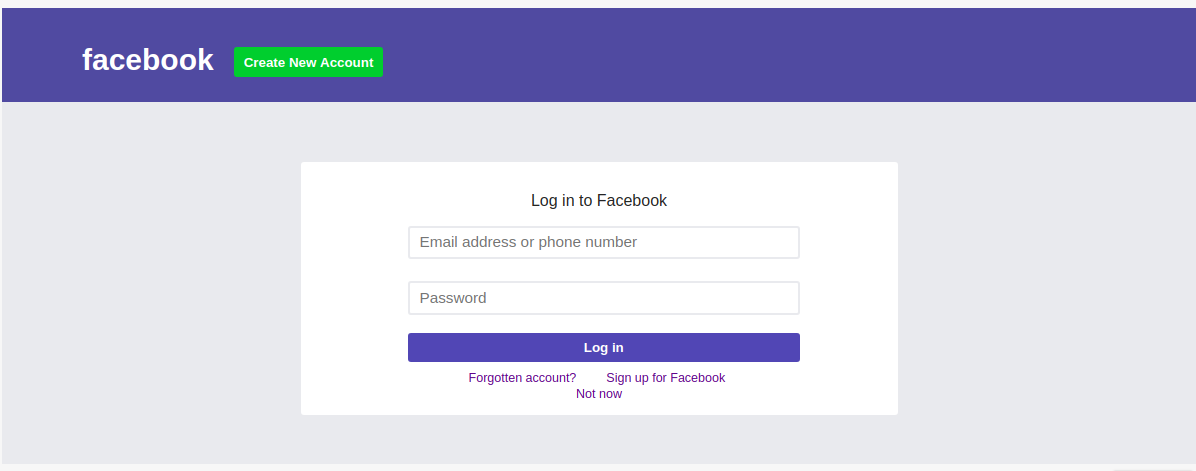 facebook Create New Account
Log in to Facebook
Email address or phone number
Password
Log in
Forgotten account? Sign up for Facebook
Not now